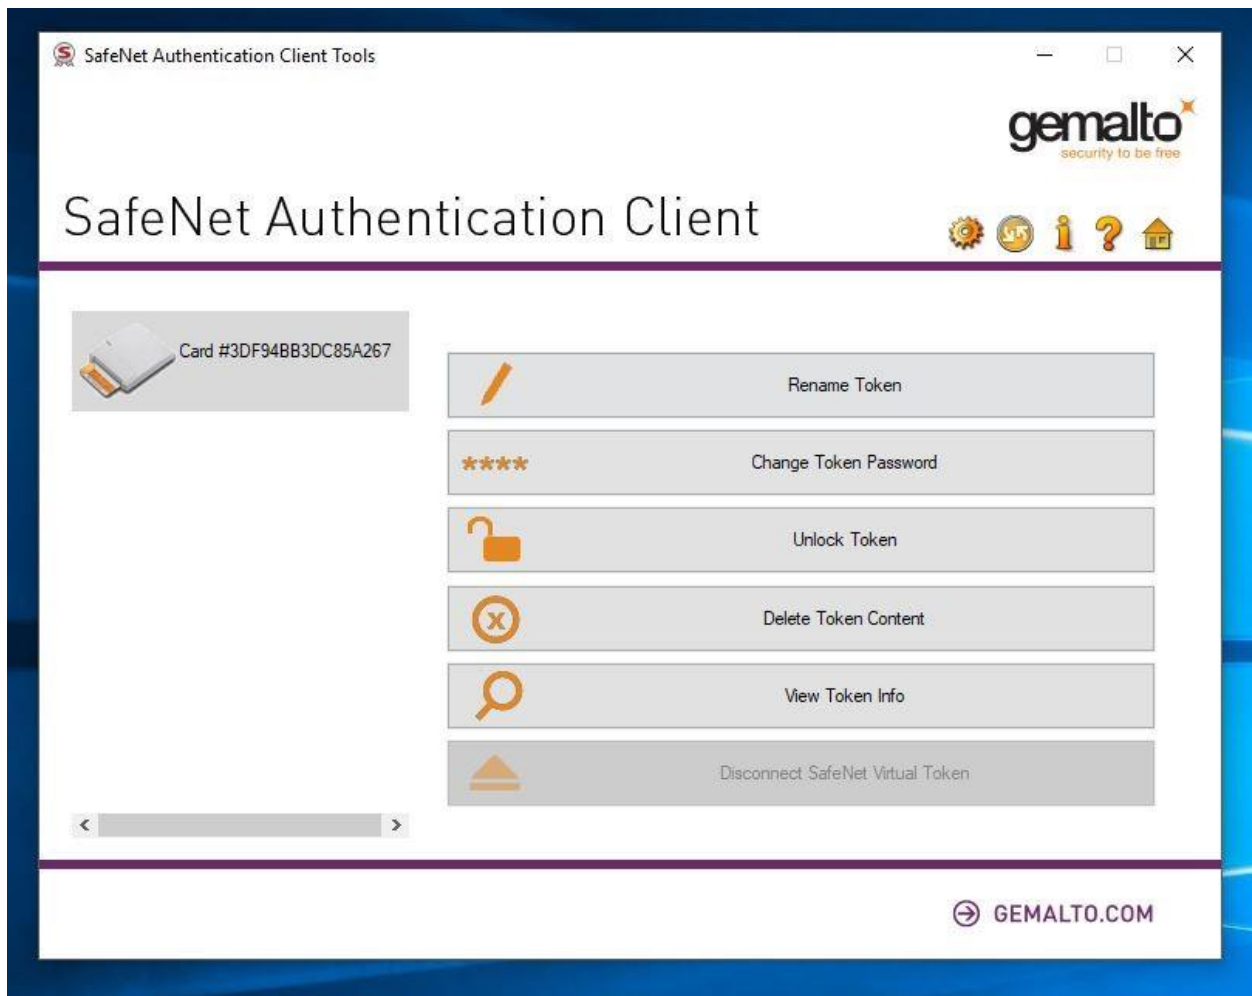 SafeNet Authentication Client Tools
gemalto
security to be free
SafeNet Authentication Client
Card #3DF94BB3DC85A267
Rename Token
**** Change Token Password
Unlock Token
Delete Token Content
View Token Info
Disconnect SafeNet Virtual Token
GEMALTO.COM